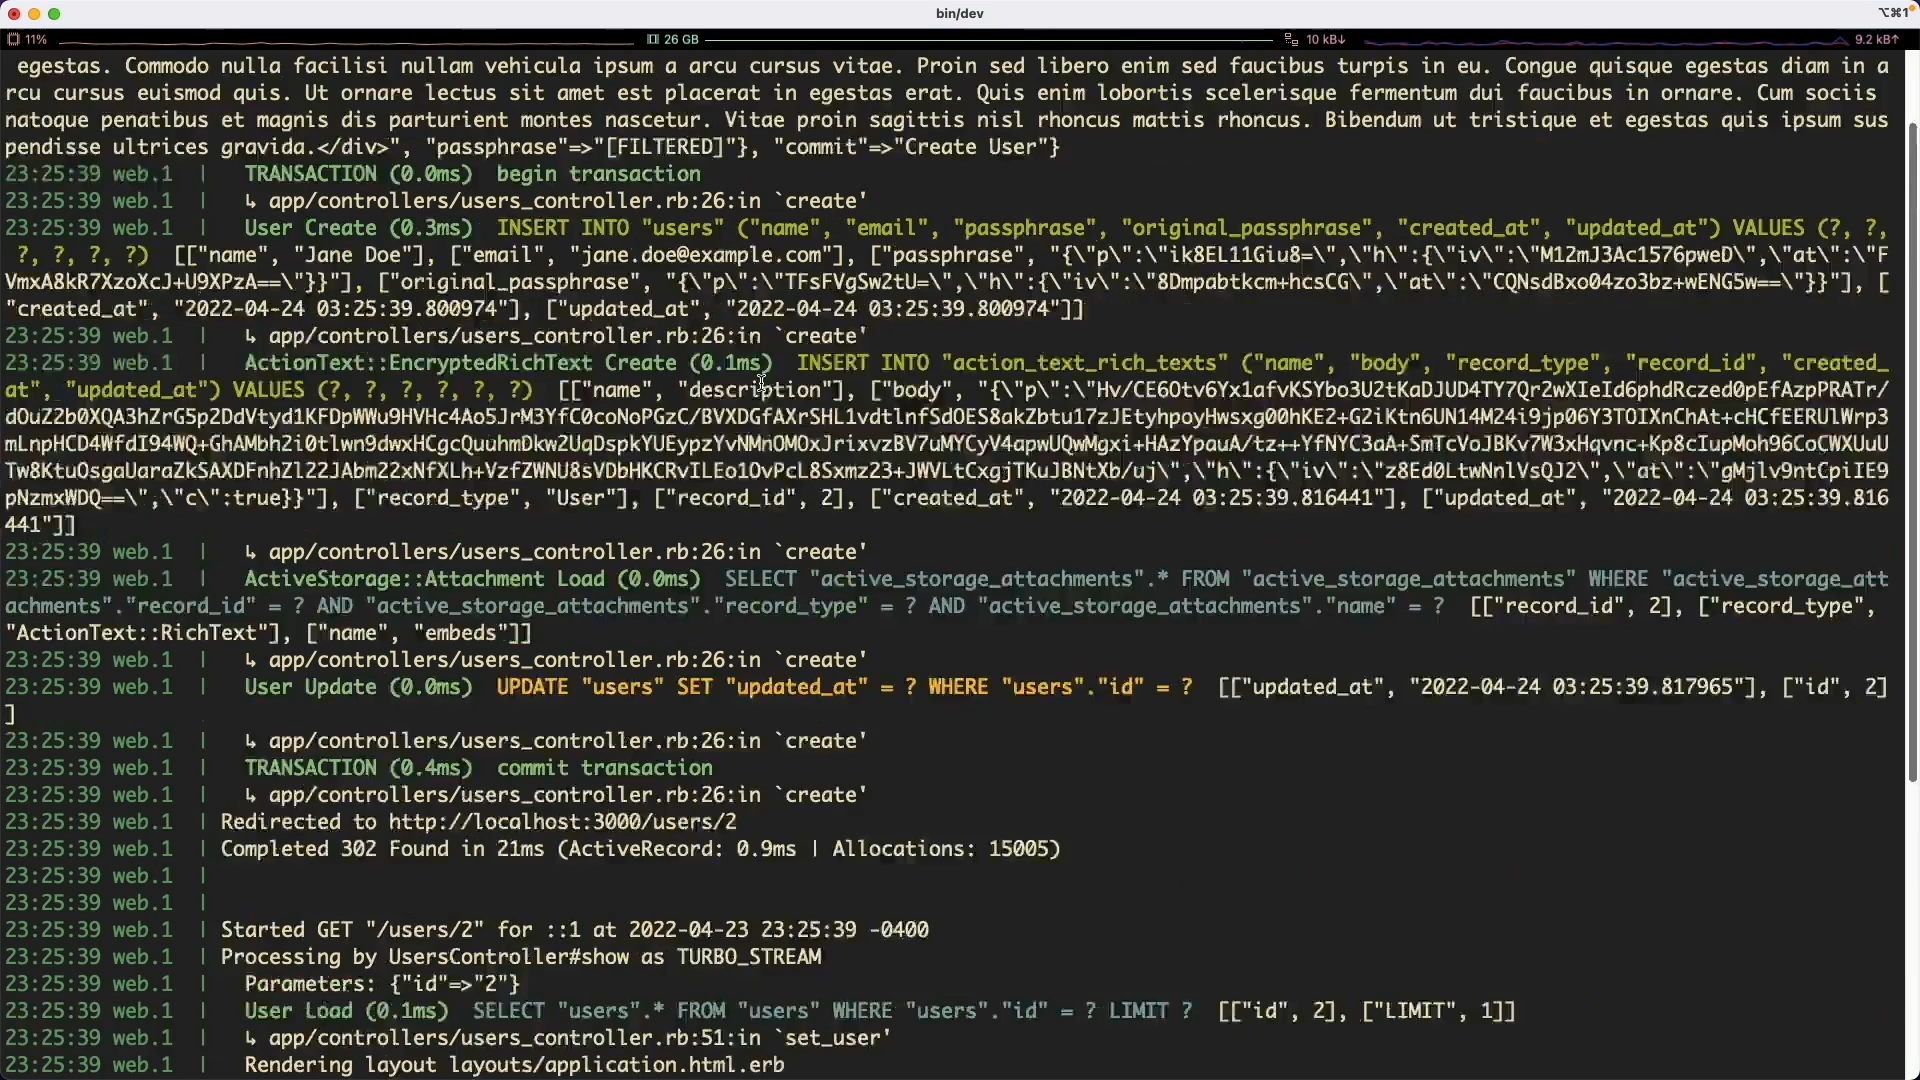 bin/dev
⌥⌘1
11%
26 GB
10 kB↓
9.2 kB↑
egestas. Commodo nulla facilisi nullam vehicula ipsum a arcu cursus vitae. Proin sed libero enim sed faucibus turpis in eu. Congue quisque egestas diam in a
rcu cursus euismod quis. Ut ornare lectus sit amet est placerat in egestas erat. Quis enim lobortis scelerisque fermentum dui faucibus in ornare. Cum sociis
natoque penatibus et magnis dis parturient montes nascetur. Vitae proin sagittis nisl rhoncus mattis rhoncus. Bibendum ut tristique et egestas quis ipsum sus
pendisse ultrices gravida.</div>", "passphrase"=>"[FILTERED]"}, "commit"=>"Create User"}
23:25:39 web.1  |   TRANSACTION (0.0ms)  begin transaction
23:25:39 web.1  |   ↳ app/controllers/users_controller.rb:26:in `create'
23:25:39 web.1  |   User Create (0.3ms)  INSERT INTO "users" ("name", "email", "passphrase", "original_passphrase", "created_at", "updated_at") VALUES (?, ?,
?, ?, ?, ?)  [["name", "Jane Doe"], ["email", "jane.doe@example.com"], ["passphrase", "{\"p\":\"ik8EL11Giu8=\",\"h\":{\"iv\":\"M12mJ3Ac1576pweD\",\"at\":\"F
VmxA8kR7XzoXcJ+U9XPzA==\"}}"], ["original_passphrase", "{\"p\":\"TFsFVgSw2tU=\",\"h\":{\"iv\":\"8Dmpabtkcm+hcsCG\",\"at\":\"CQNsdBxo04zo3bz+wENG5w==\"}}"], [
"created_at", "2022-04-24 03:25:39.800974"], ["updated_at", "2022-04-24 03:25:39.800974"]]
23:25:39 web.1  |   ↳ app/controllers/users_controller.rb:26:in `create'
23:25:39 web.1  |   ActionText::EncryptedRichText Create (0.1ms)  INSERT INTO "action_text_rich_texts" ("name", "body", "record_type", "record_id", "created_
at", "updated_at") VALUES (?, ?, ?, ?, ?, ?)  [["name", "description"], ["body", "{\"p\":\"Hv/CE6Otv6Yx1afvKSYbo3U2tKaDJUD4TY7Qr2wXIeId6phdRczed0pEfAzpPRATr/
dOuZ2b0XQA3hZrG5p2DdVtyd1KFDpWWu9HVHc4Ao5JrM3YfC0coNoPGzC/BVXDGfAXrSHL1vdtlnfSdOES8akZbtu17zJEtyhpoyHwsxg00hKE2+G2iKtn6UN14M24i9jp06Y3TOIXnChAt+cHCfEERUlWrp3
mLnpHCD4WfdI94WQ+GhAMbh2i0tlwn9dwxHCgcQuuhmDkw2UqDspkYUEypzYvNMnOMOxJrixvzBV7uMYCyV4apwUQwMgxi+HAzYpauA/tz++YfNYC3aA+SmTcVoJBKv7W3xHqvnc+Kp8cIupMoh96CoCWXUuU
Tw8KtuOsgaUaraZkSAXDFnhZl22JAbm22xNfXLh+VzfZWNU8sVDbHKCRvILEo1OvPcL8Sxmz23+JWVLtCxgjTKuJBNtXb/uj\",\"h\":{\"iv\":\"z8Ed0LtwNnlVsQJ2\",\"at\":\"gMjlv9ntCpiIE9
pNzmxWDQ==\",\"c\":true}}"], ["record_type", "User"], ["record_id", 2], ["created_at", "2022-04-24 03:25:39.816441"], ["updated_at", "2022-04-24 03:25:39.816
441"]]
23:25:39 web.1  |   ↳ app/controllers/users_controller.rb:26:in `create'
23:25:39 web.1  |   ActiveStorage::Attachment Load (0.0ms)  SELECT "active_storage_attachments".* FROM "active_storage_attachments" WHERE "active_storage_att
achments"."record_id" = ? AND "active_storage_attachments"."record_type" = ? AND "active_storage_attachments"."name" = ?  [["record_id", 2], ["record_type",
"ActionText::RichText"], ["name", "embeds"]]
23:25:39 web.1  |   ↳ app/controllers/users_controller.rb:26:in `create'
23:25:39 web.1  |   User Update (0.0ms)  UPDATE "users" SET "updated_at" = ? WHERE "users"."id" = ?  [["updated_at", "2022-04-24 03:25:39.817965"], ["id", 2]
]
23:25:39 web.1  |   ↳ app/controllers/users_controller.rb:26:in `create'
23:25:39 web.1  |   TRANSACTION (0.4ms)  commit transaction
23:25:39 web.1  |   ↳ app/controllers/users_controller.rb:26:in `create'
23:25:39 web.1  | Redirected to http://localhost:3000/users/2
23:25:39 web.1  | Completed 302 Found in 21ms (ActiveRecord: 0.9ms | Allocations: 15005)
23:25:39 web.1  |
23:25:39 web.1  |
23:25:39 web.1  | Started GET "/users/2" for ::1 at 2022-04-23 23:25:39 -0400
23:25:39 web.1  | Processing by UsersController#show as TURBO_STREAM
23:25:39 web.1  |   Parameters: {"id"=>"2"}
23:25:39 web.1  |   User Load (0.1ms)  SELECT "users".* FROM "users" WHERE "users"."id" = ? LIMIT ?  [["id", 2], ["LIMIT", 1]]
23:25:39 web.1  |   ↳ app/controllers/users_controller.rb:51:in `set_user'
23:25:39 web.1  |   Rendering layout layouts/application.html.erb